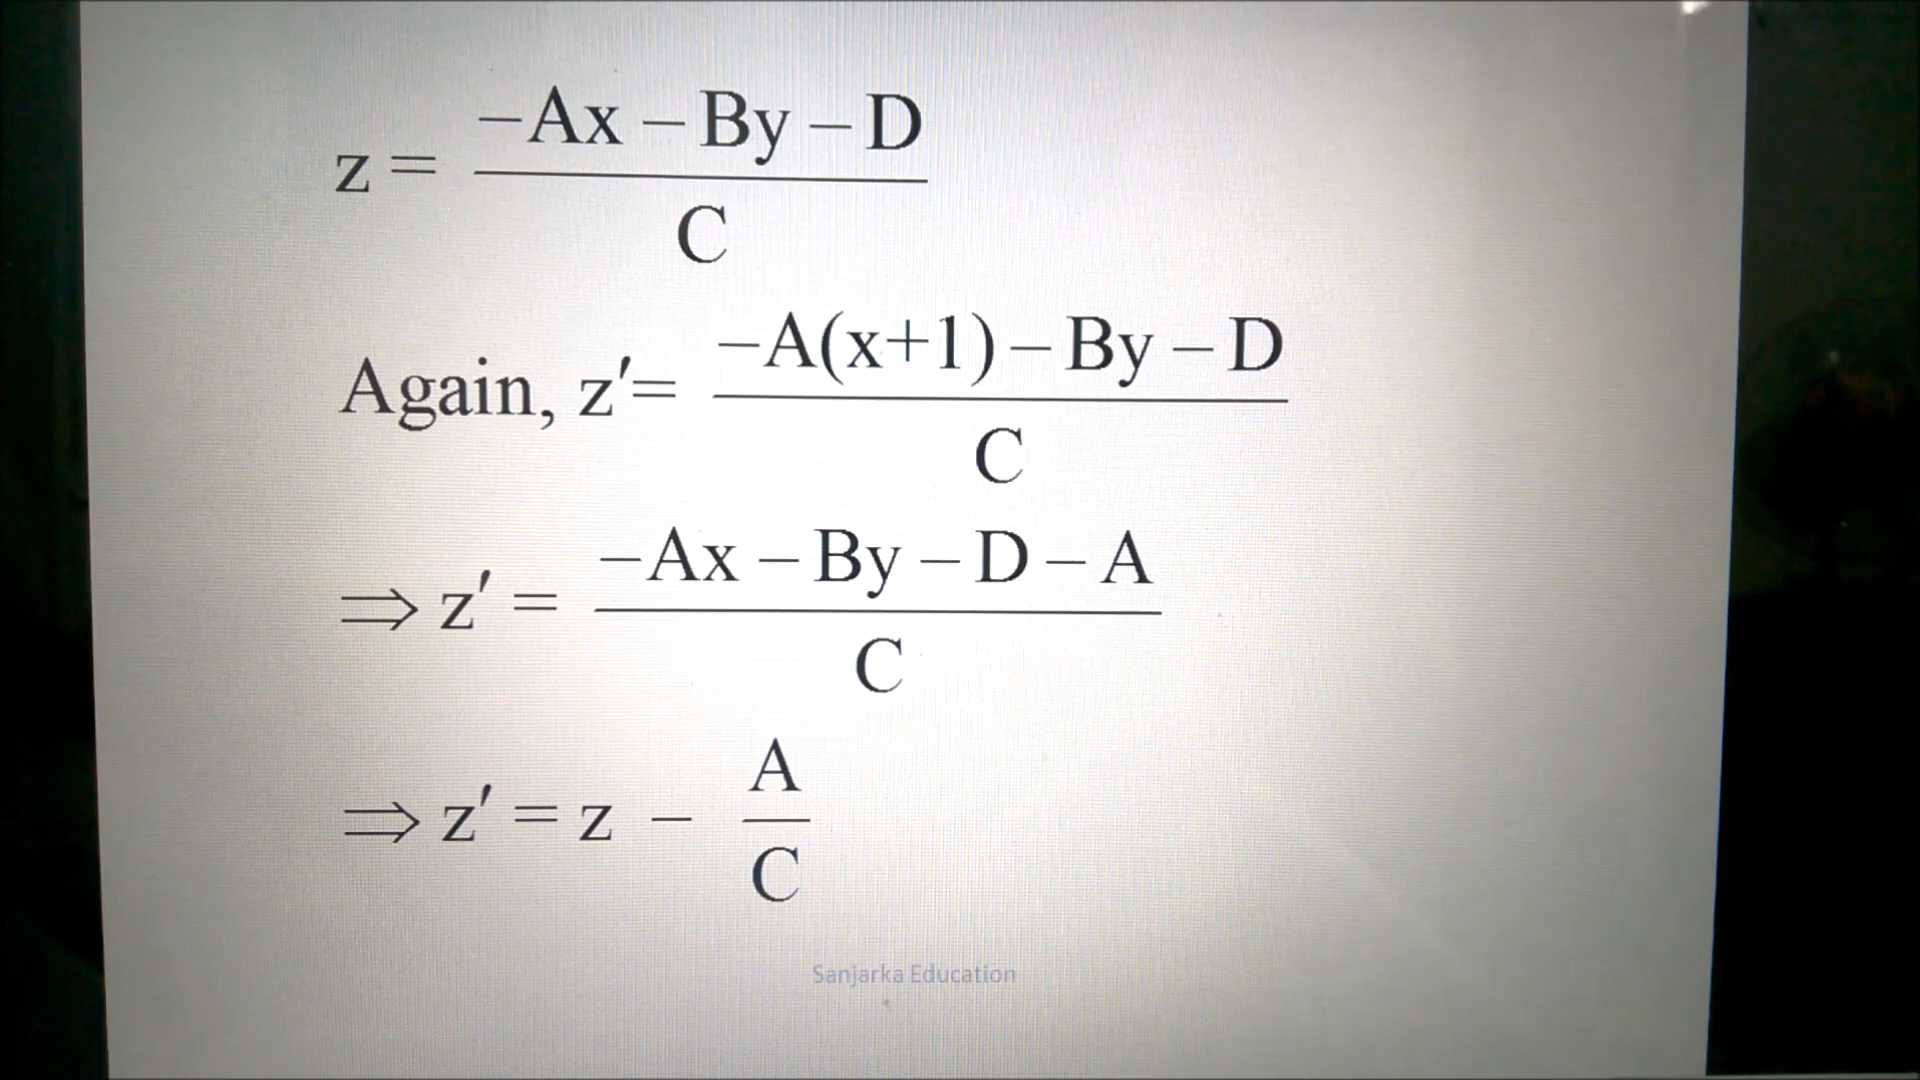 z = (−Ax − By − D) / C
Again, z′= (−A(x+1) − By − D) / C
⇒ z′ = (−Ax − By − D − A) / C
⇒ z′ = z − A / C
Sanjarka Education